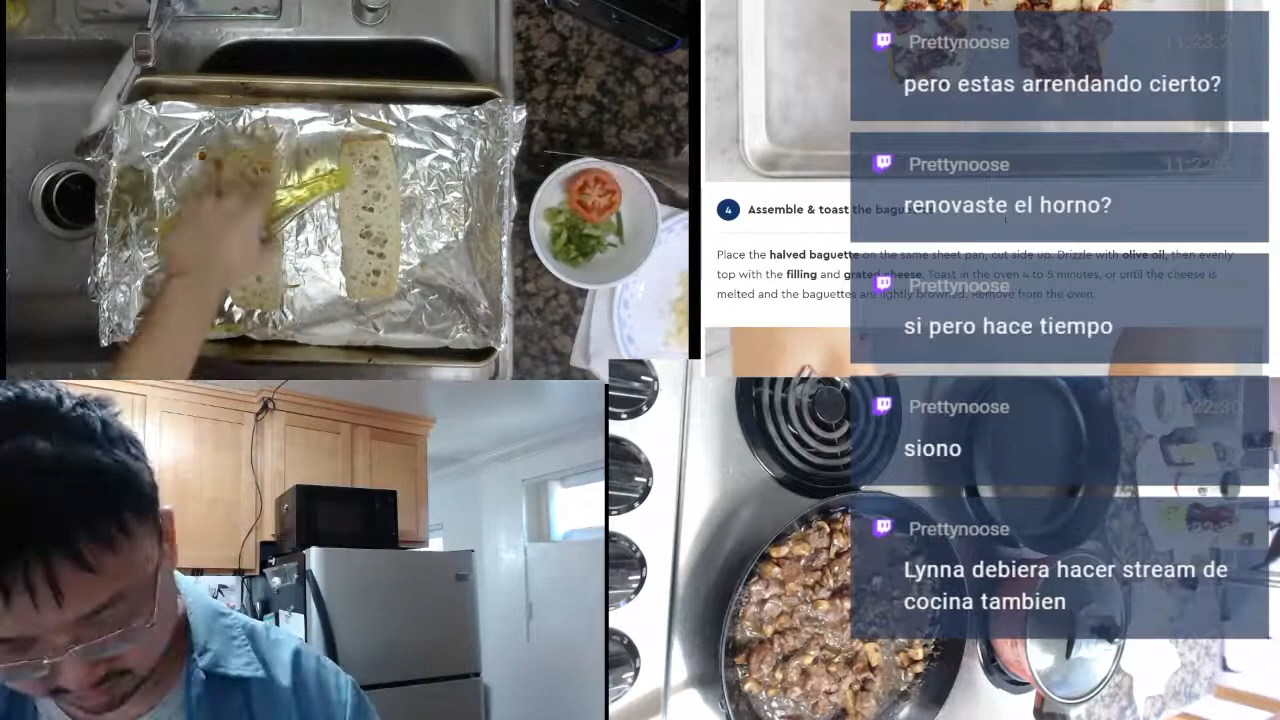 Prettynoose
pero estas arrendando cierto?
Prettynoose
renovaste el horno?
4 Assemble & toast the baguettes
Place the halved baguette on the same sheet pan, cut side up. Drizzle with olive oil, then evenly
top with the filling and grated cheese. Toast in the oven 4 to 5 minutes, or until the cheese is
melted and the baguettes are lightly browned. Remove from the oven.
Prettynoose
si pero hace tiempo
Prettynoose
siono
Prettynoose
Lynna debiera hacer stream de
cocina tambien